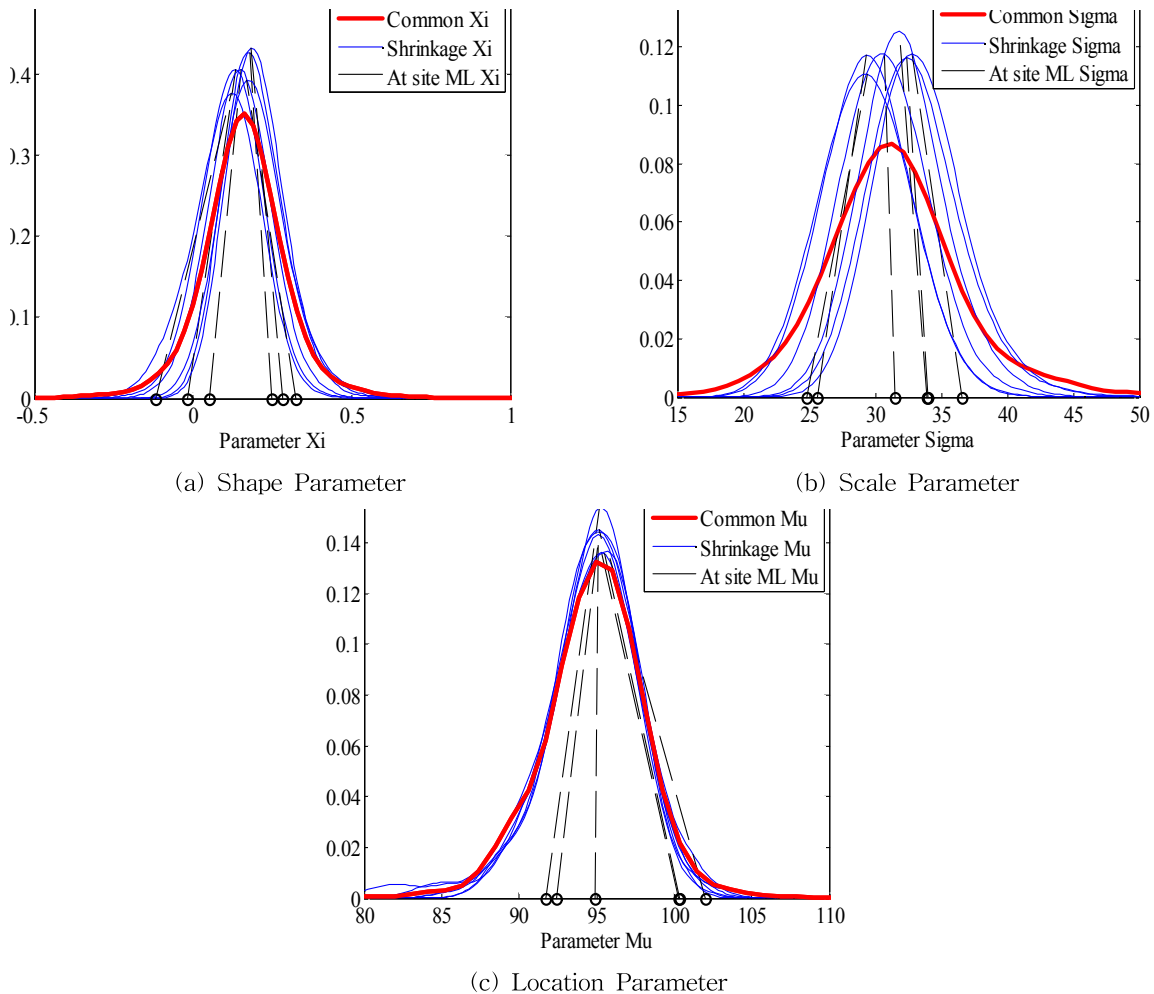 Common Xi
Shrinkage Xi
At site ML Xi
).4
).3
).2
).1
-0.5
0
0.5
1
Parameter Xi
(a) Shape Parameter
Common Sigma
Shrinkage Sigma
At site ML Sigma
0.12
0.1
0.08
0.06
0.04
0.02
0
15
20
25
30
35
40
45
50
Parameter Sigma
(b) Scale Parameter
Common Mu
Shrinkage Mu
At site ML Mu
0.14
0.12
0.1
0.08
0.06
0.04
0.02
0
80
85
90
95
100
105
110
Parameter Mu
(c) Location Parameter